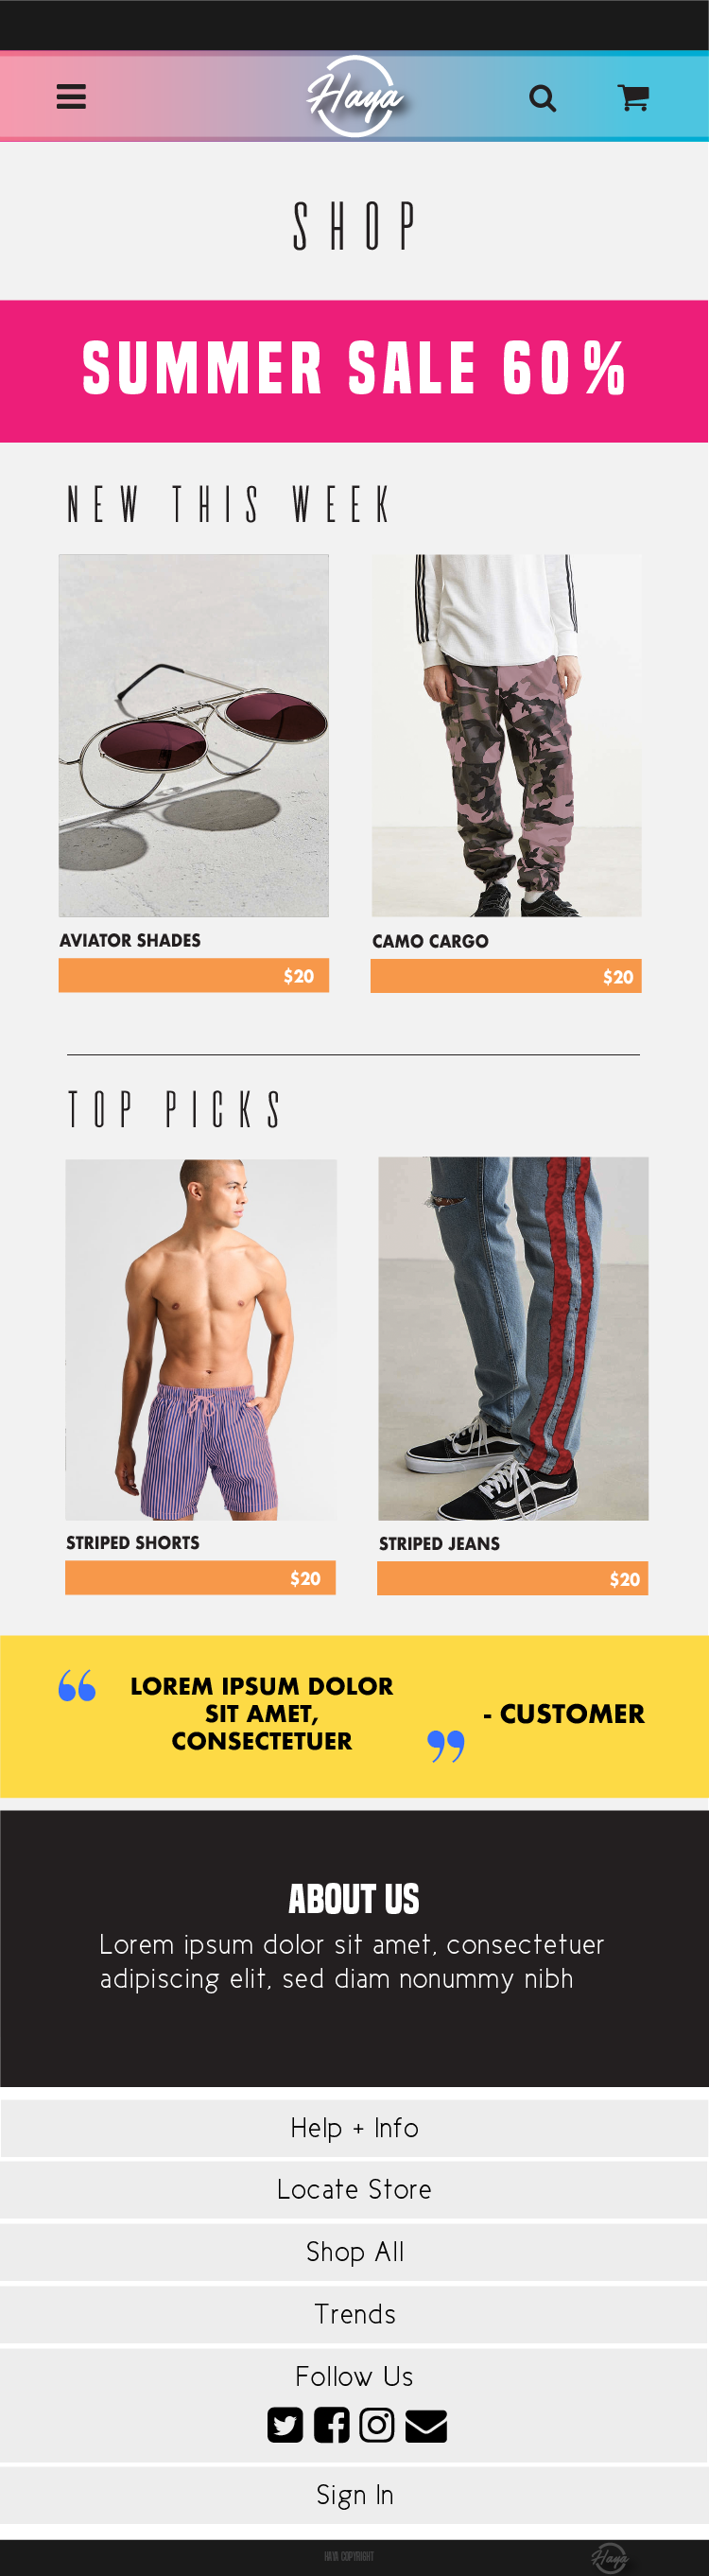 Haya
SHOP
SUMMER SALE 60%
NEW THIS WEEK
AVIATOR SHADES
$20
CAMO CARGO
$20
TOP PICKS
STRIPED SHORTS
$20
STRIPED JEANS
$20
“ LOREM IPSUM DOLOR
SIT AMET,
CONSECTETUER ”
- CUSTOMER
ABOUT US
Lorem ipsum dolor sit amet, consectetuer
adipiscing elit, sed diam nonummy nibh
Help + Info
Locate Store
Shop All
Trends
Follow Us
Sign In
HAYA COPYRIGHT
Haya